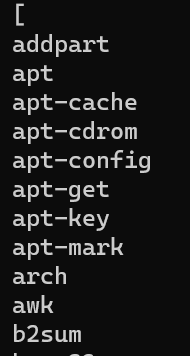 [
addpart
apt
apt-cache
apt-cdrom
apt-config
apt-get
apt-key
apt-mark
arch
awk
b2sum